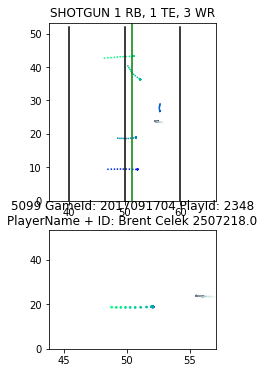 SHOTGUN 1 RB, 1 TE, 3 WR
50
40
30
20
10
0
40 50 60
5099 GameId: 2017091704 PlayId: 2348
PlayerName + ID: Brent Celek 2507218.0
40
20
0
45 50 55